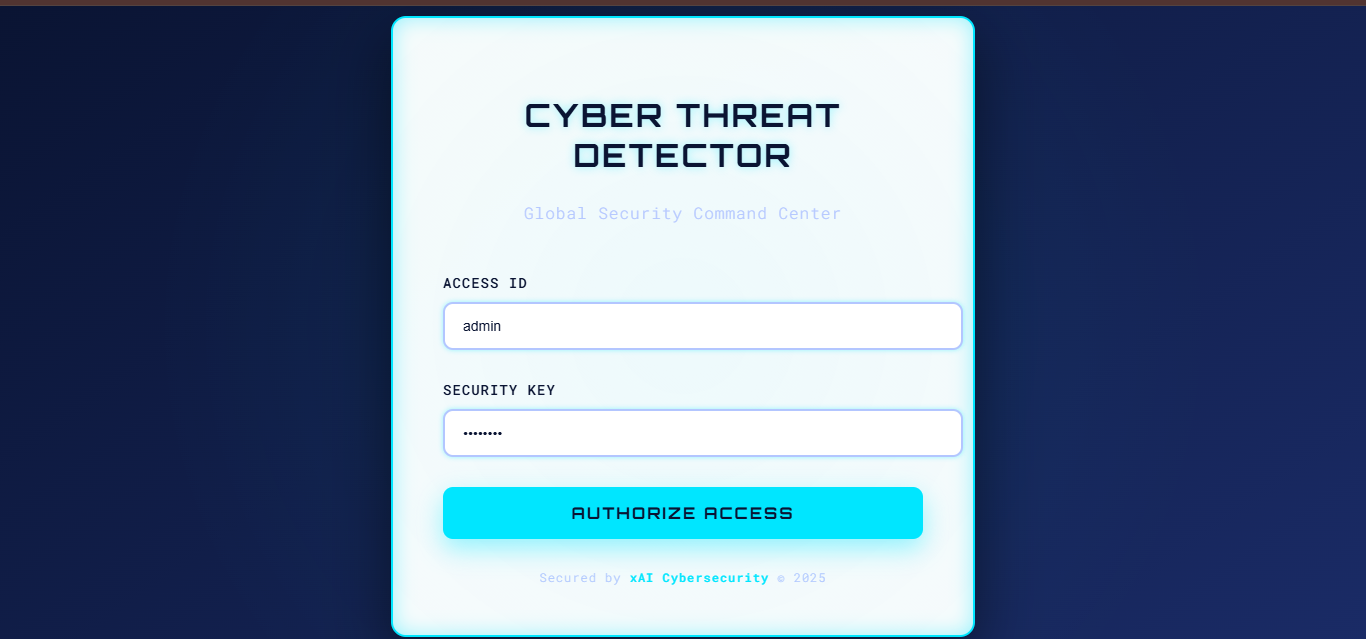 CYBER THREAT
DETECTOR
Global Security Command Center
ACCESS ID
admin
SECURITY KEY
••••••••
AUTHORIZE ACCESS
Secured by xAI Cybersecurity © 2025